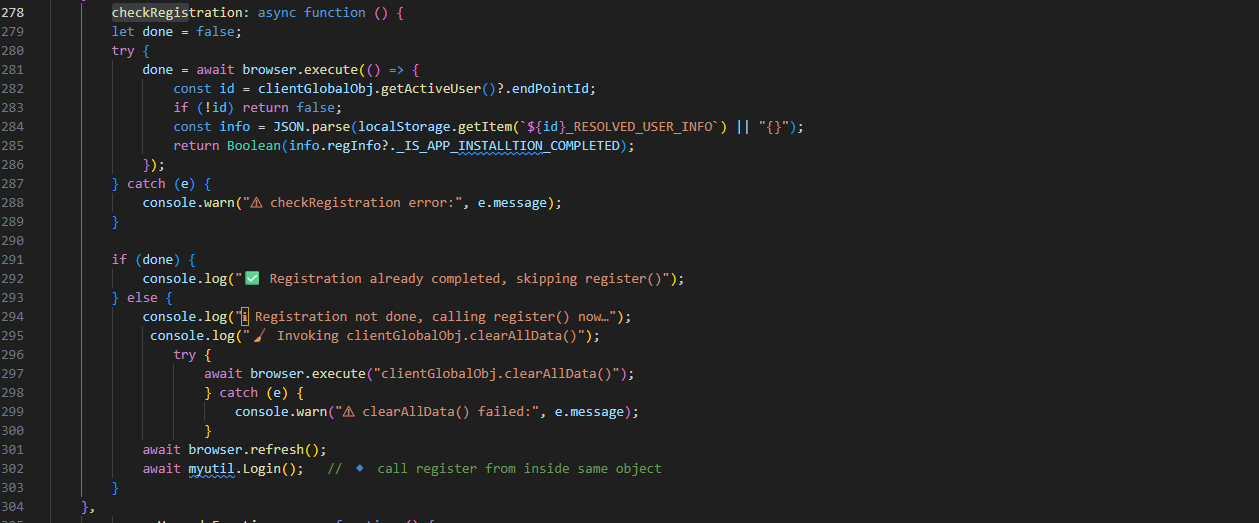 278 checkRegistration: async function () {
279 let done = false;
280 try {
281 done = await browser.execute(() => {
282 const id = clientGlobalObj.getActiveUser()?.endPointId;
283 if (!id) return false;
284 const info = JSON.parse(localStorage.getItem(`${id}_RESOLVED_USER_INFO`) || "{}");
285 return Boolean(info.regInfo?._IS_APP_INSTALLTION_COMPLETED);
286 });
287 } catch (e) {
288 console.warn("⚠ checkRegistration error:", e.message);
289 }
290
291 if (done) {
292 console.log("✅ Registration already completed, skipping register()");
293 } else {
294 console.log("ℹ Registration not done, calling register() now…");
295 console.log("🧹 Invoking clientGlobalObj.clearAllData()");
296 try {
297 await browser.execute("clientGlobalObj.clearAllData()");
298 } catch (e) {
299 console.warn("⚠ clearAllData() failed:", e.message);
300 }
301 await browser.refresh();
302 await myutil.Login(); // 🔹 call register from inside same object
303 }
304 },